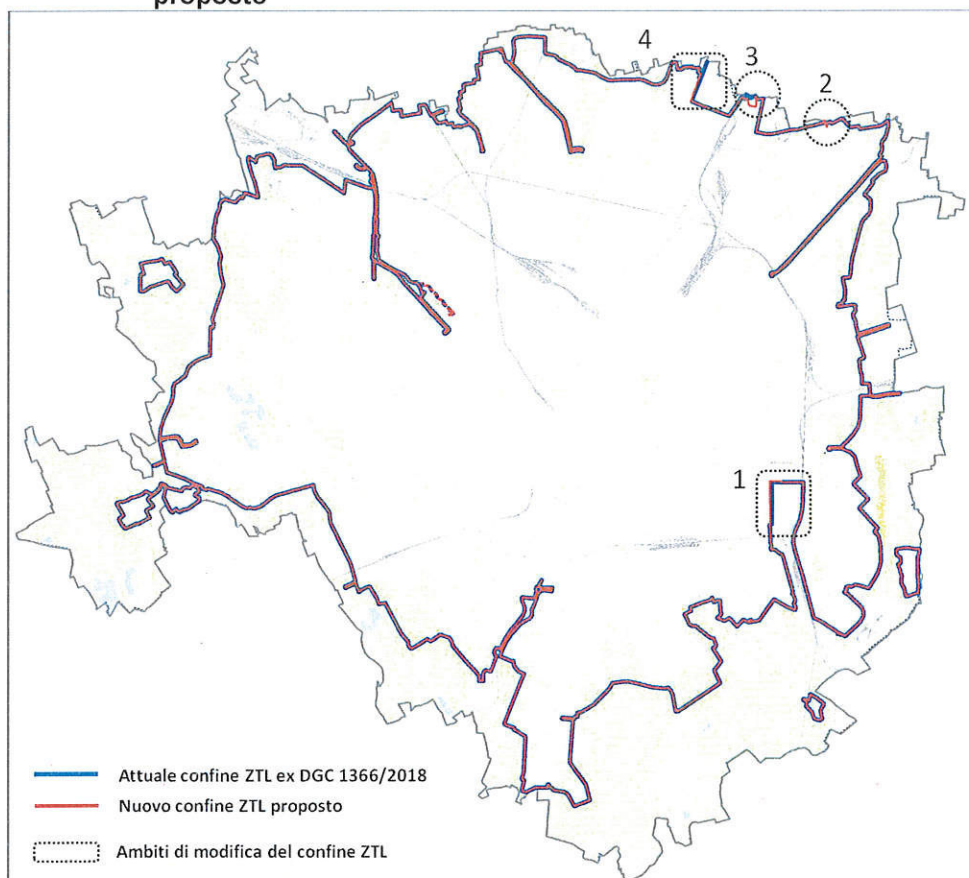 proposto
4
3
2
1
Attuale confine ZTL ex DGC 1366/2018
Nuovo confine ZTL proposto
Ambiti di modifica del confine ZTL